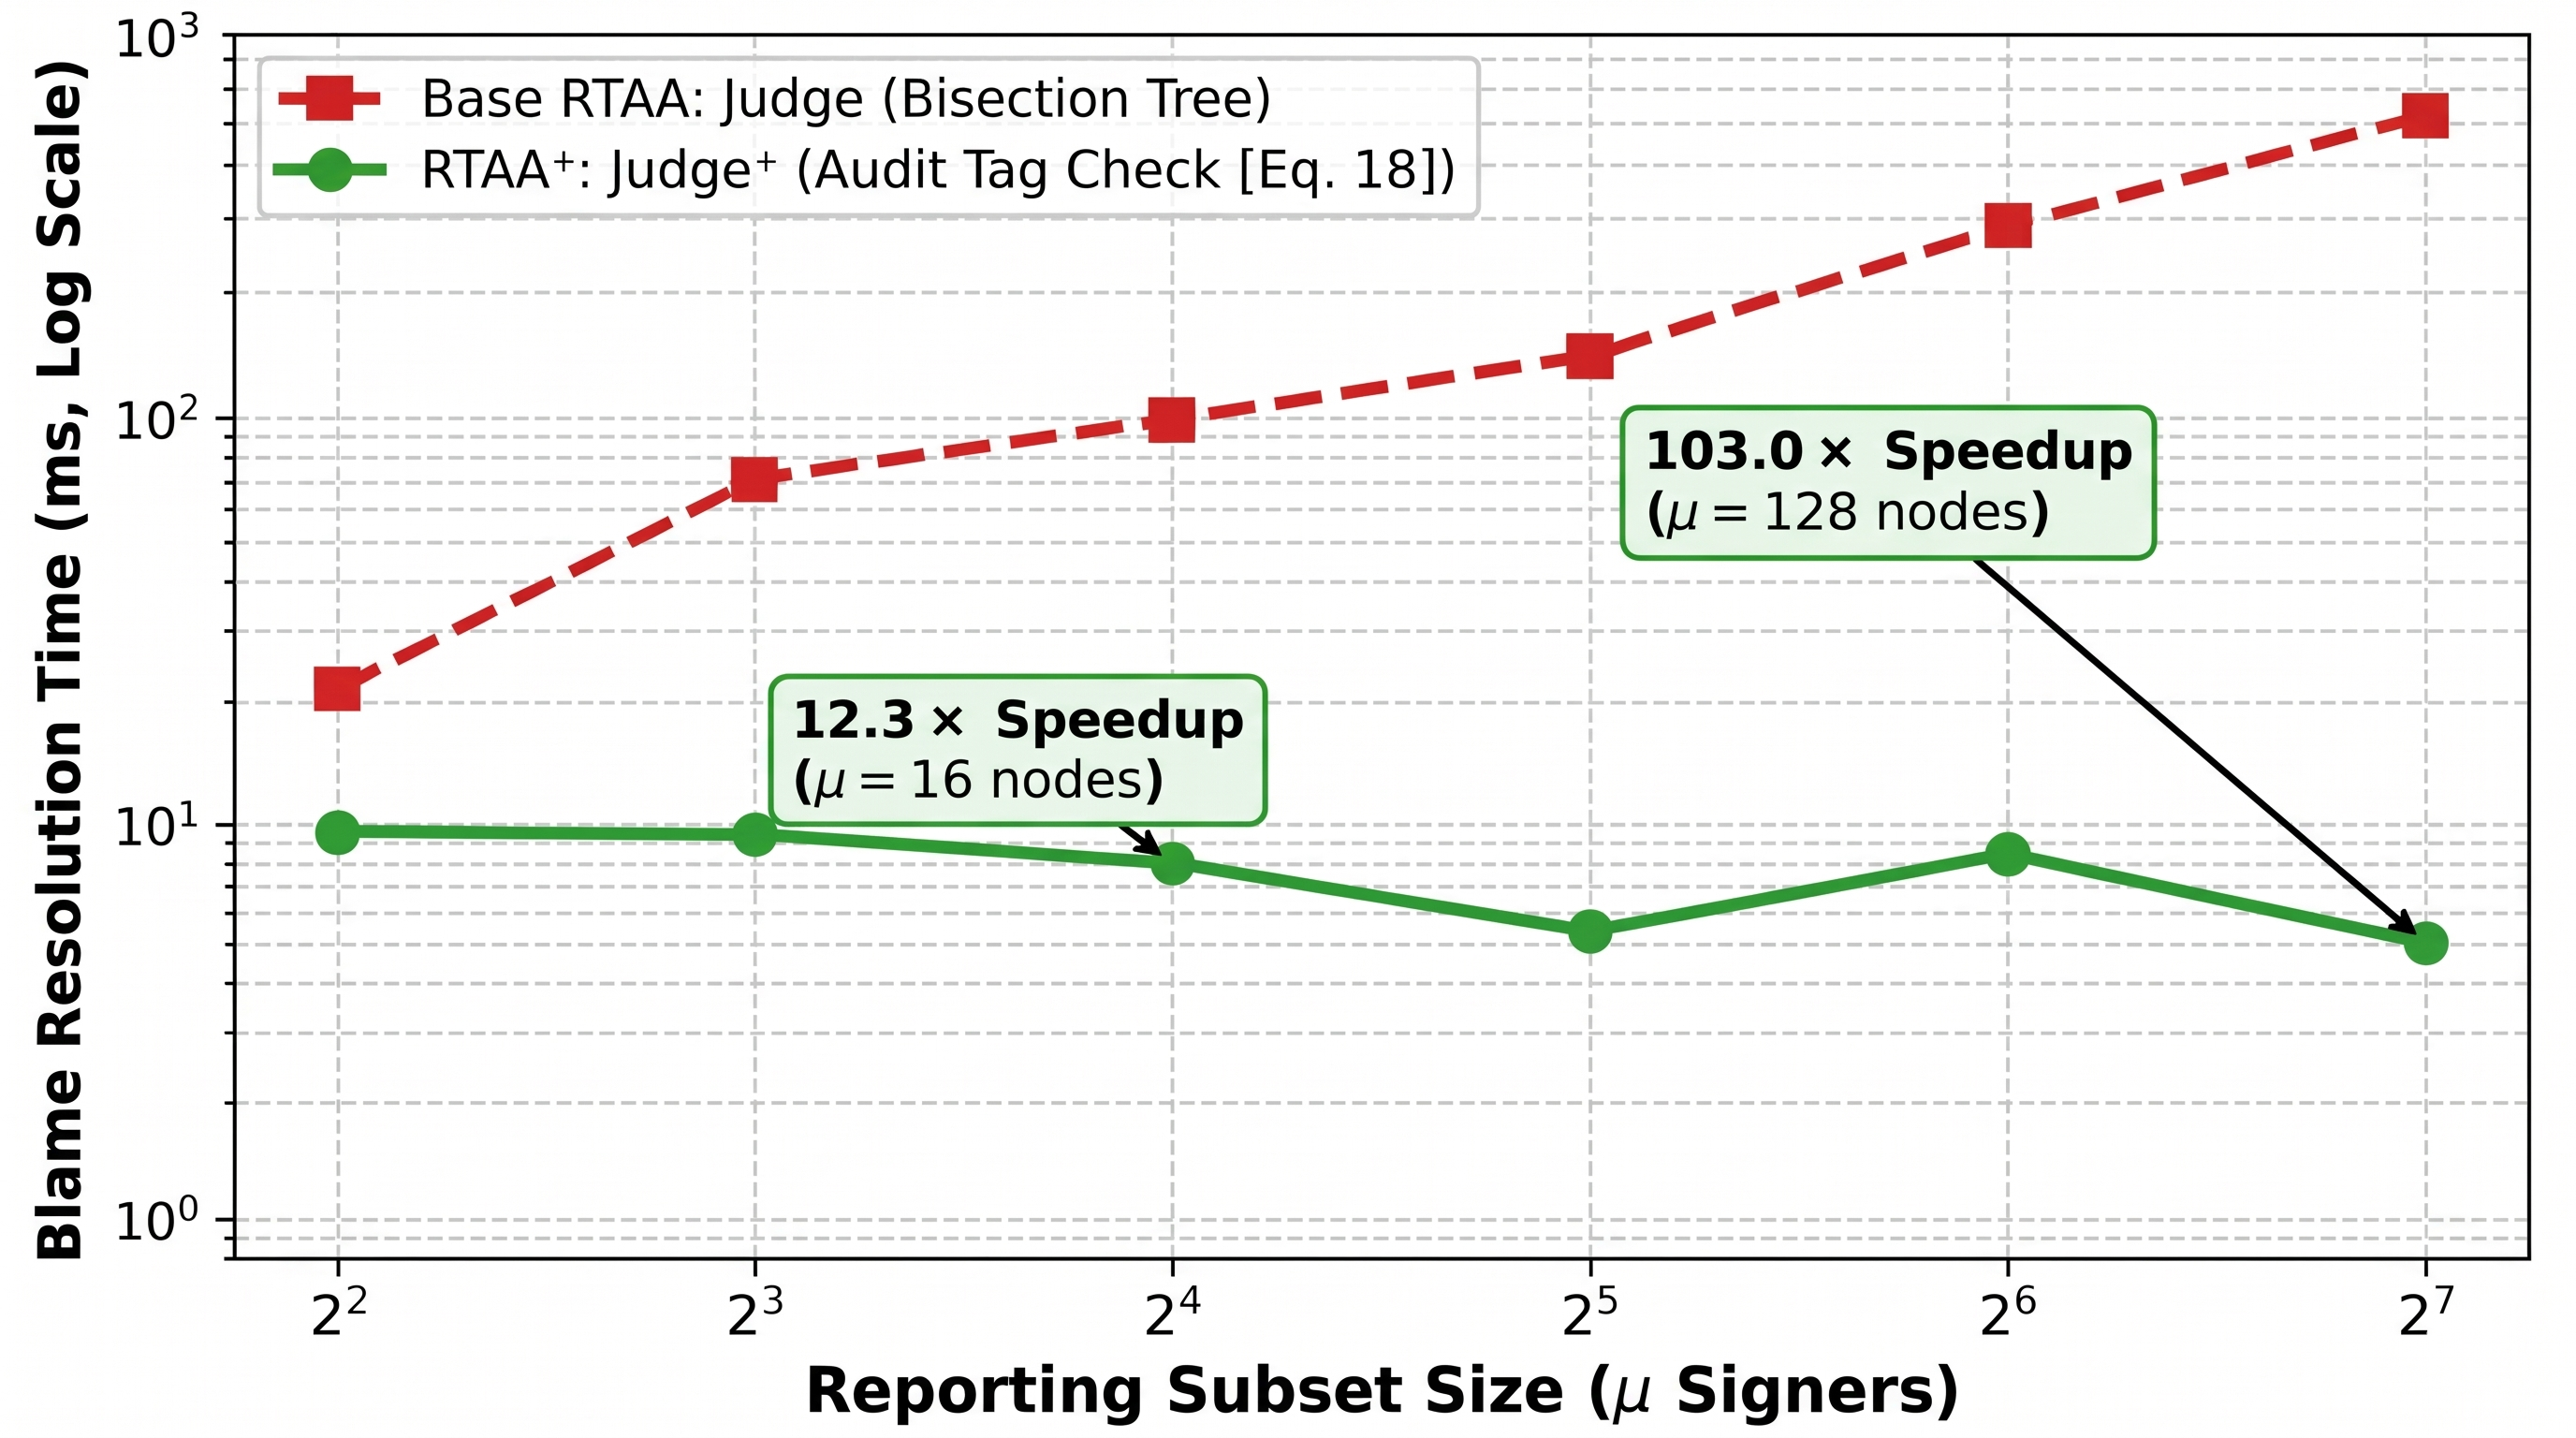 Blame Resolution Time (ms, Log Scale)
10³
10²
10¹
10⁰
Base RTAA: Judge (Bisection Tree)
RTAA⁺: Judge⁺ (Audit Tag Check [Eq. 18])
103.0 × Speedup
(μ = 128 nodes)
12.3 × Speedup
(μ = 16 nodes)
2² 2³ 2⁴ 2⁵ 2⁶ 2⁷
Reporting Subset Size (μ Signers)